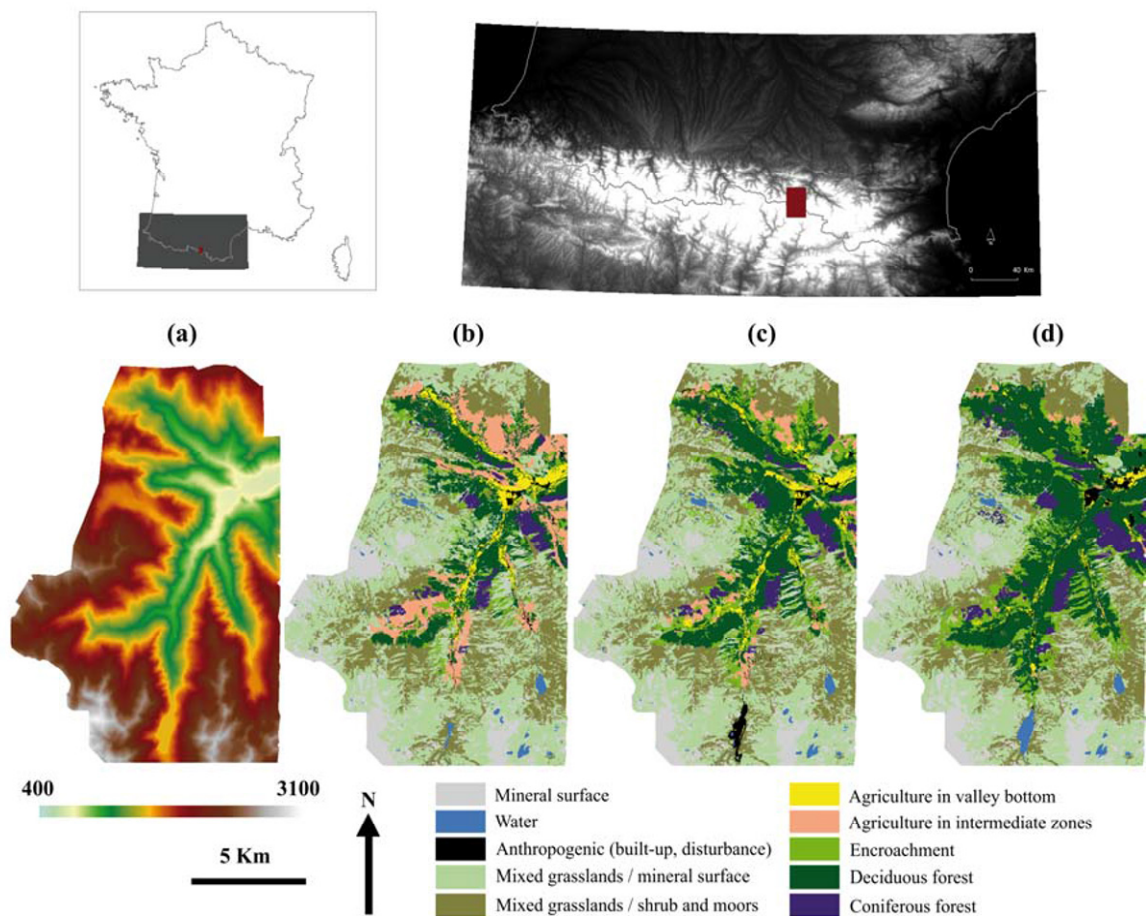 0 40 Km
(a) (b) (c) (d)
400 3100
5 Km
N
Mineral surface
Water
Anthropogenic (built-up, disturbance)
Mixed grasslands / mineral surface
Mixed grasslands / shrub and moors
Agriculture in valley bottom
Agriculture in intermediate zones
Encroachment
Deciduous forest
Coniferous forest